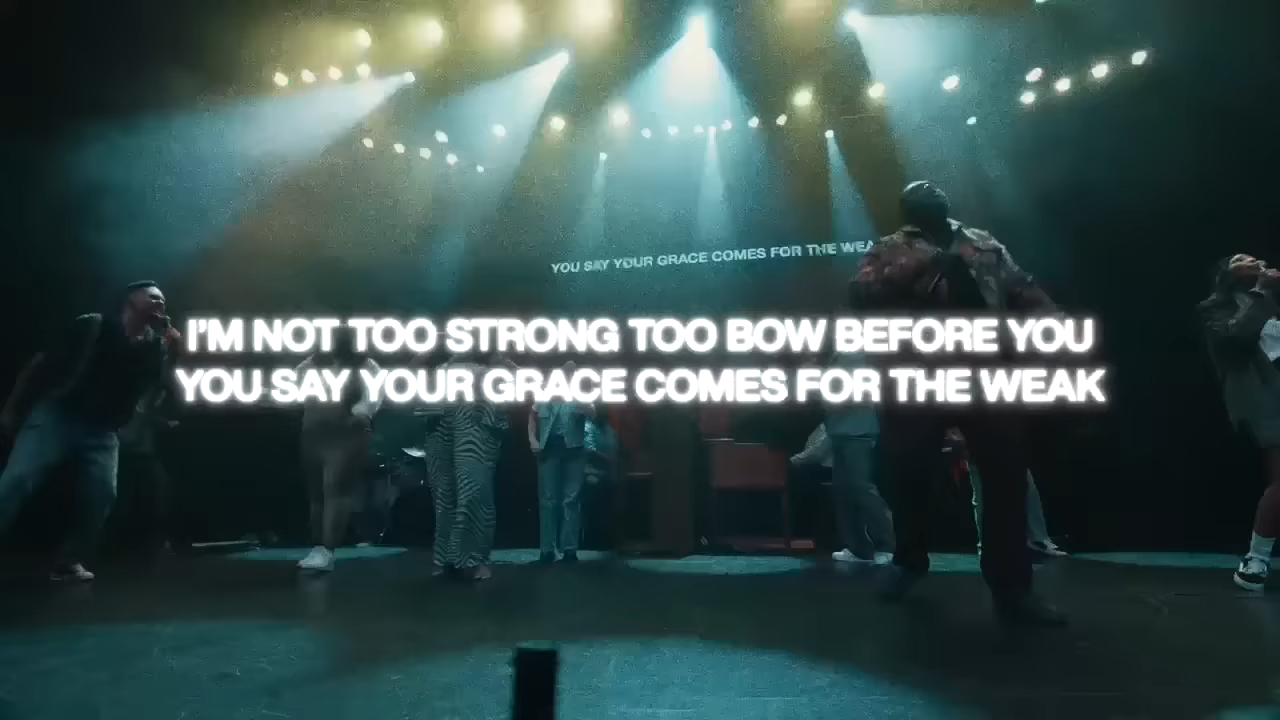 YOU SAY YOUR GRACE COMES FOR THE WEA
I'M NOT TOO STRONG TOO BOW BEFORE YOU
YOU SAY YOUR GRACE COMES FOR THE WEAK